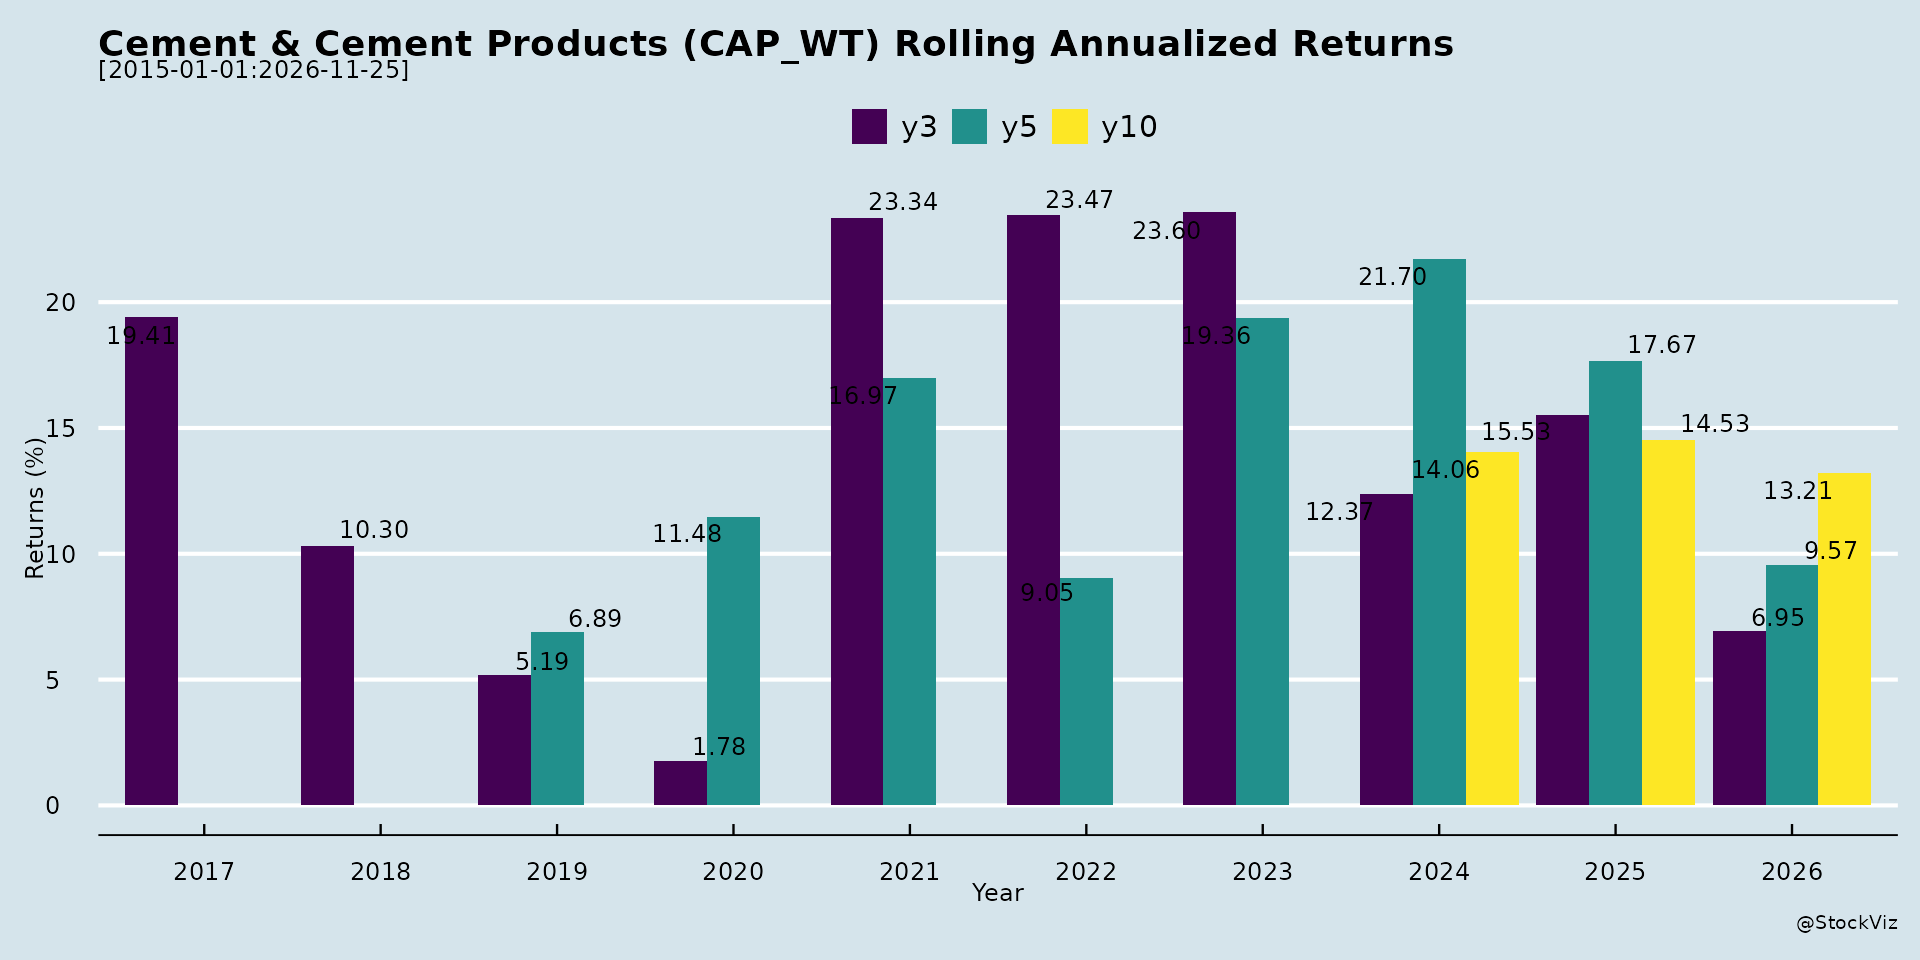 Cement & Cement Products (CAP_WT) Rolling Annualized Returns
[2015-01-01:2026-11-25]
y3 y5 y10
23.34 23.47
23.60
21.70
20
19.41 19.36 17.67
16.97
15 15.53 14.53
14.06
13.21
12.37
10.30 11.48
10 9.57
9.05
6.89 6.95
5.19
5
1.78
0
Returns (%)
2017 2018 2019 2020 2021 2022 2023 2024 2025 2026
Year
@StockViz